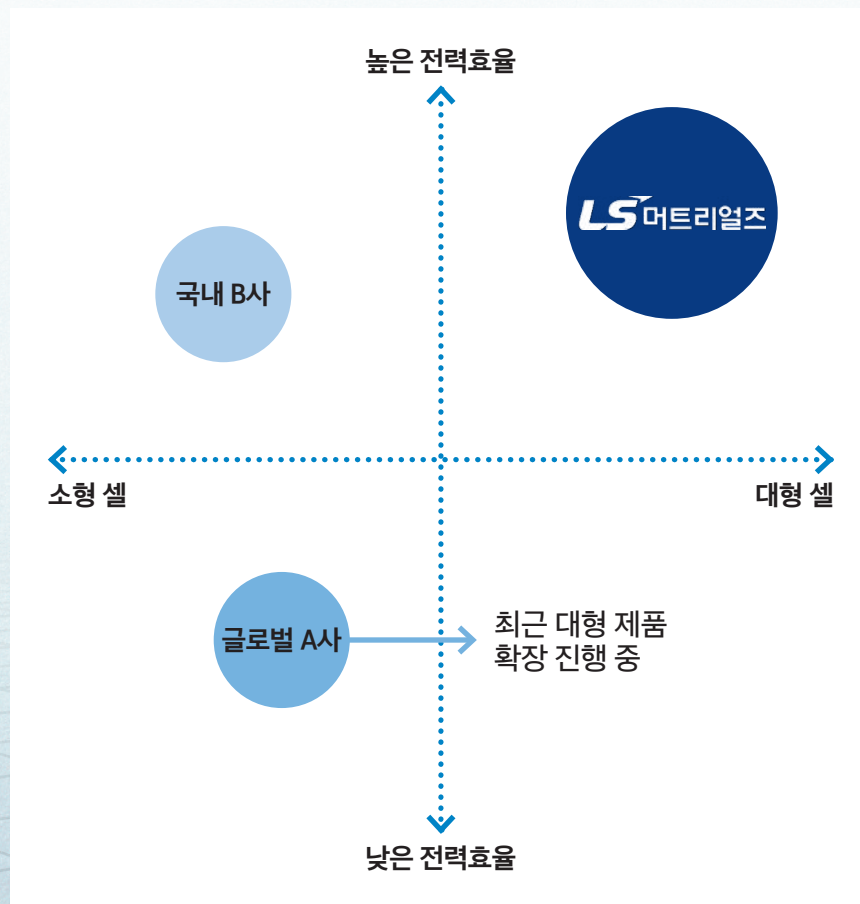 높은 전력효율
LS 머트리얼즈
국내 B사
소형 셀
대형 셀
글로벌 A사
최근 대형 제품
확장 진행 중
낮은 전력효율